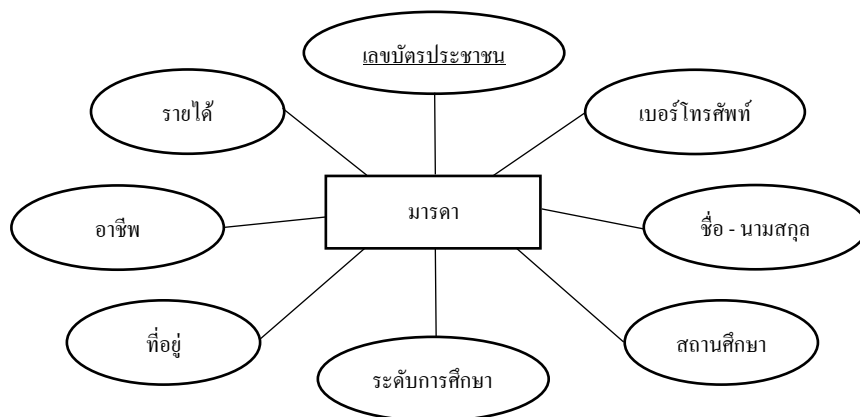 เลขบัตรประชาชน
รายได้
เบอร์โทรศัพท์
มารดา
อาชีพ
ชื่อ - นามสกุล
ที่อยู่
สถานศึกษา
ระดับการศึกษา